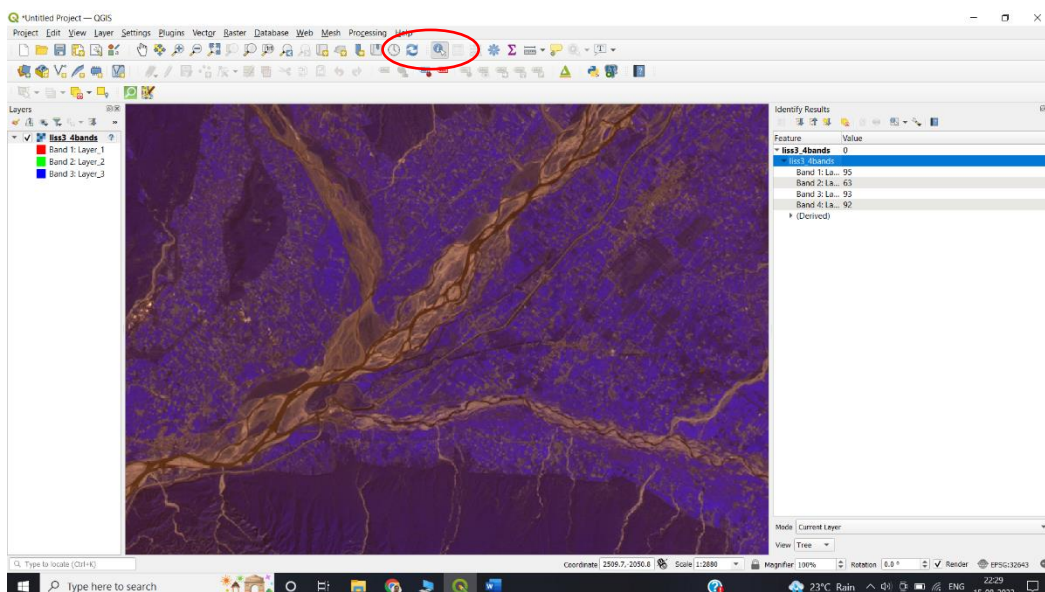 *Untitled Project — QGIS
Project Edit View Layer Settings Plugins Vector Raster Database Web Mesh Processing Help
Layers
liss3_4bands
Band 1: Layer_1
Band 2: Layer_2
Band 3: Layer_3
Identify Results
Feature Value
liss3_4bands 0
liss3_4bands
Band 1: La... 95
Band 2: La... 63
Band 3: La... 93
Band 4: La... 92
(Derived)
Mode Current Layer
View Tree
Type to locate (Ctrl+K) Coordinate 2509.7,-2050.8 Scale 1:2880 Magnifier 100% Rotation 0.0 ° Render EPSG:32643
Type here to search 23°C Rain ENG 22:29